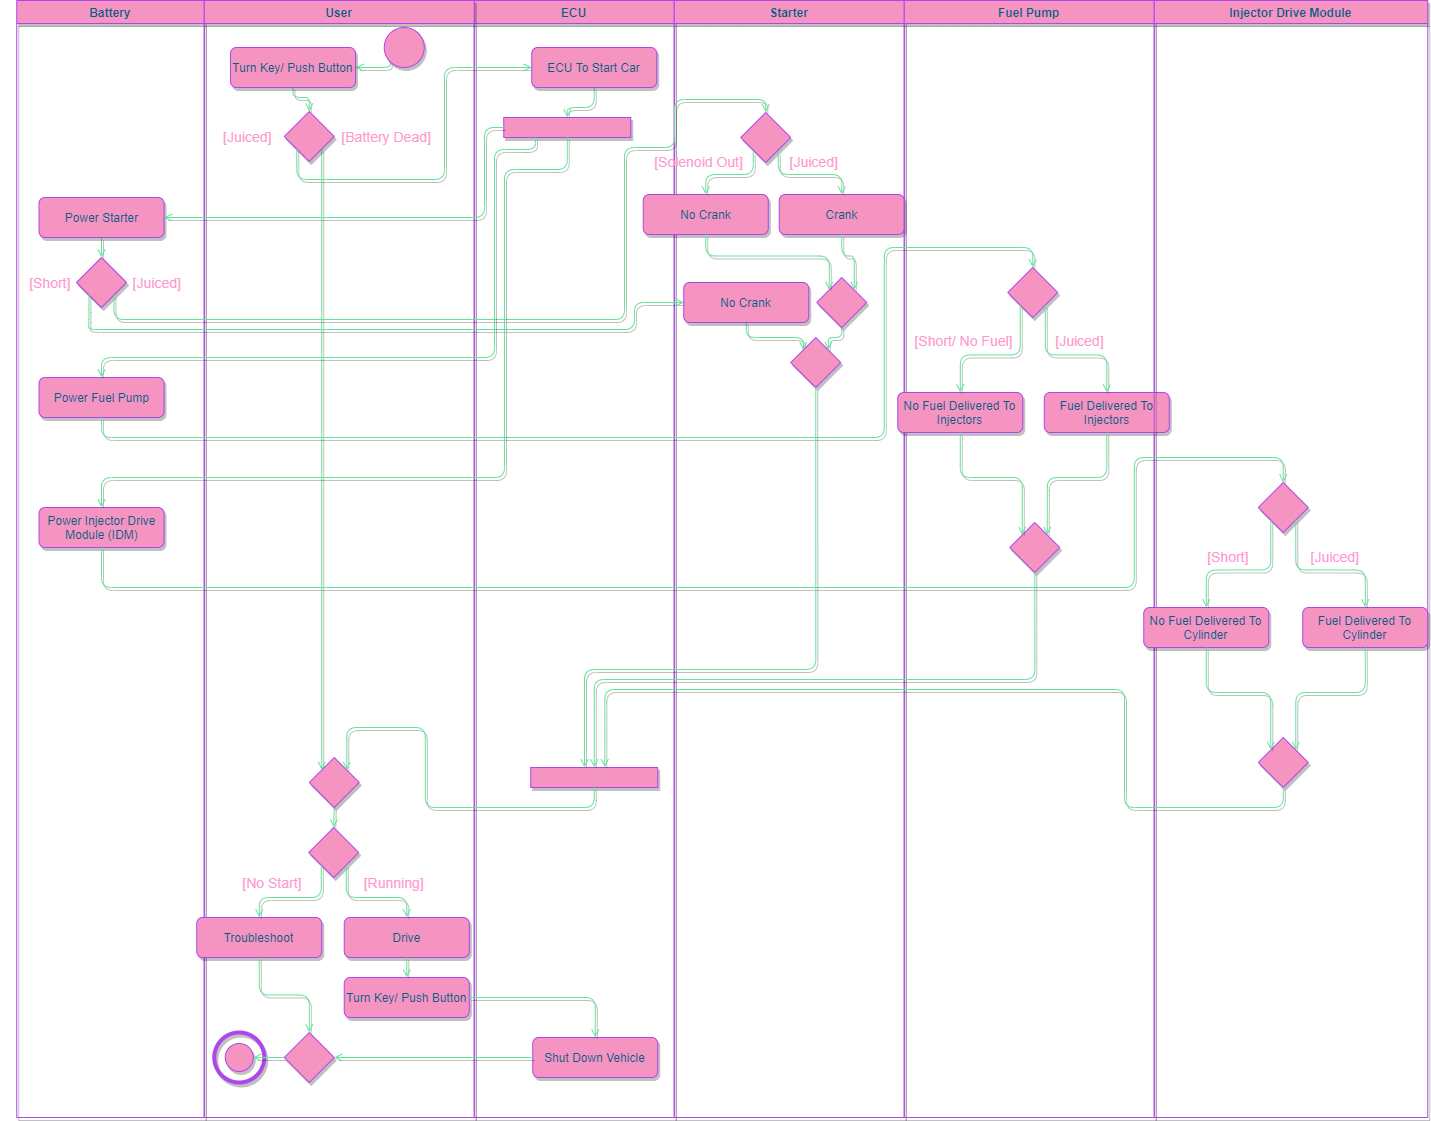 Battery
User
ECU
Starter
Fuel Pump
Injector Drive Module
Turn Key/ Push Button
ECU To Start Car
[Juiced]
[Battery Dead]
[Solenoid Out]
[Juiced]
Power Starter
No Crank
Crank
[Short]
[Juiced]
No Crank
[Short/ No Fuel]
[Juiced]
Power Fuel Pump
No Fuel Delivered To
Injectors
Fuel Delivered To
Injectors
Power Injector Drive
Module (IDM)
[Short]
[Juiced]
No Fuel Delivered To
Cylinder
Fuel Delivered To
Cylinder
[No Start]
[Running]
Troubleshoot
Drive
Turn Key/ Push Button
Shut Down Vehicle